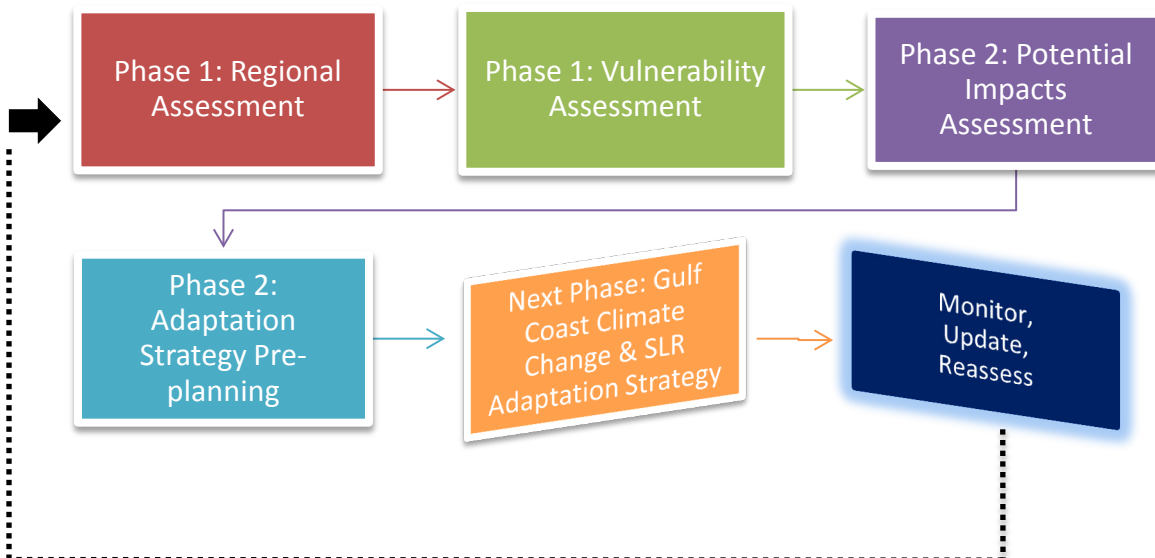 Phase 1: Regional
Assessment
Phase 1: Vulnerability
Assessment
Phase 2: Potential
Impacts
Assessment
Phase 2:
Adaptation
Strategy Pre-
planning
Next Phase: Gulf
Coast Climate
Change & SLR
Adaptation Strategy
Monitor,
Update,
Reassess